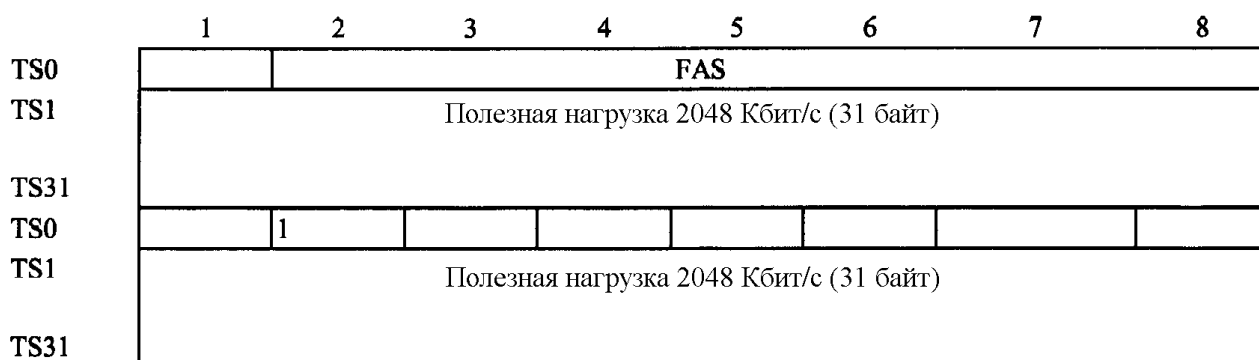 1 2 3 4 5 6 7 8
TS0 FAS
TS1 Полезная нагрузка 2048 Кбит/с (31 байт)
TS31
TS0 1
TS1 Полезная нагрузка 2048 Кбит/с (31 байт)
TS31